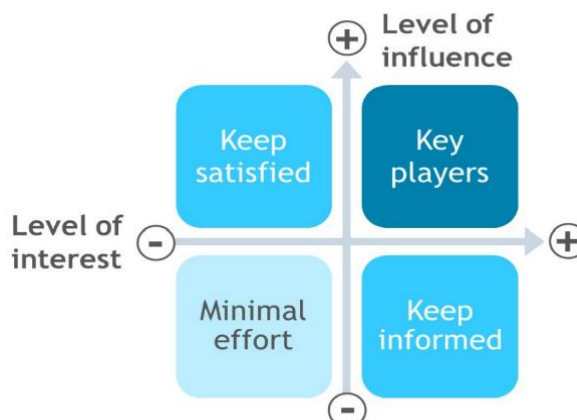 +
Level of
influence
Keep
satisfied
Key
players
Level of
interest
-
+
Minimal
effort
Keep
informed
-